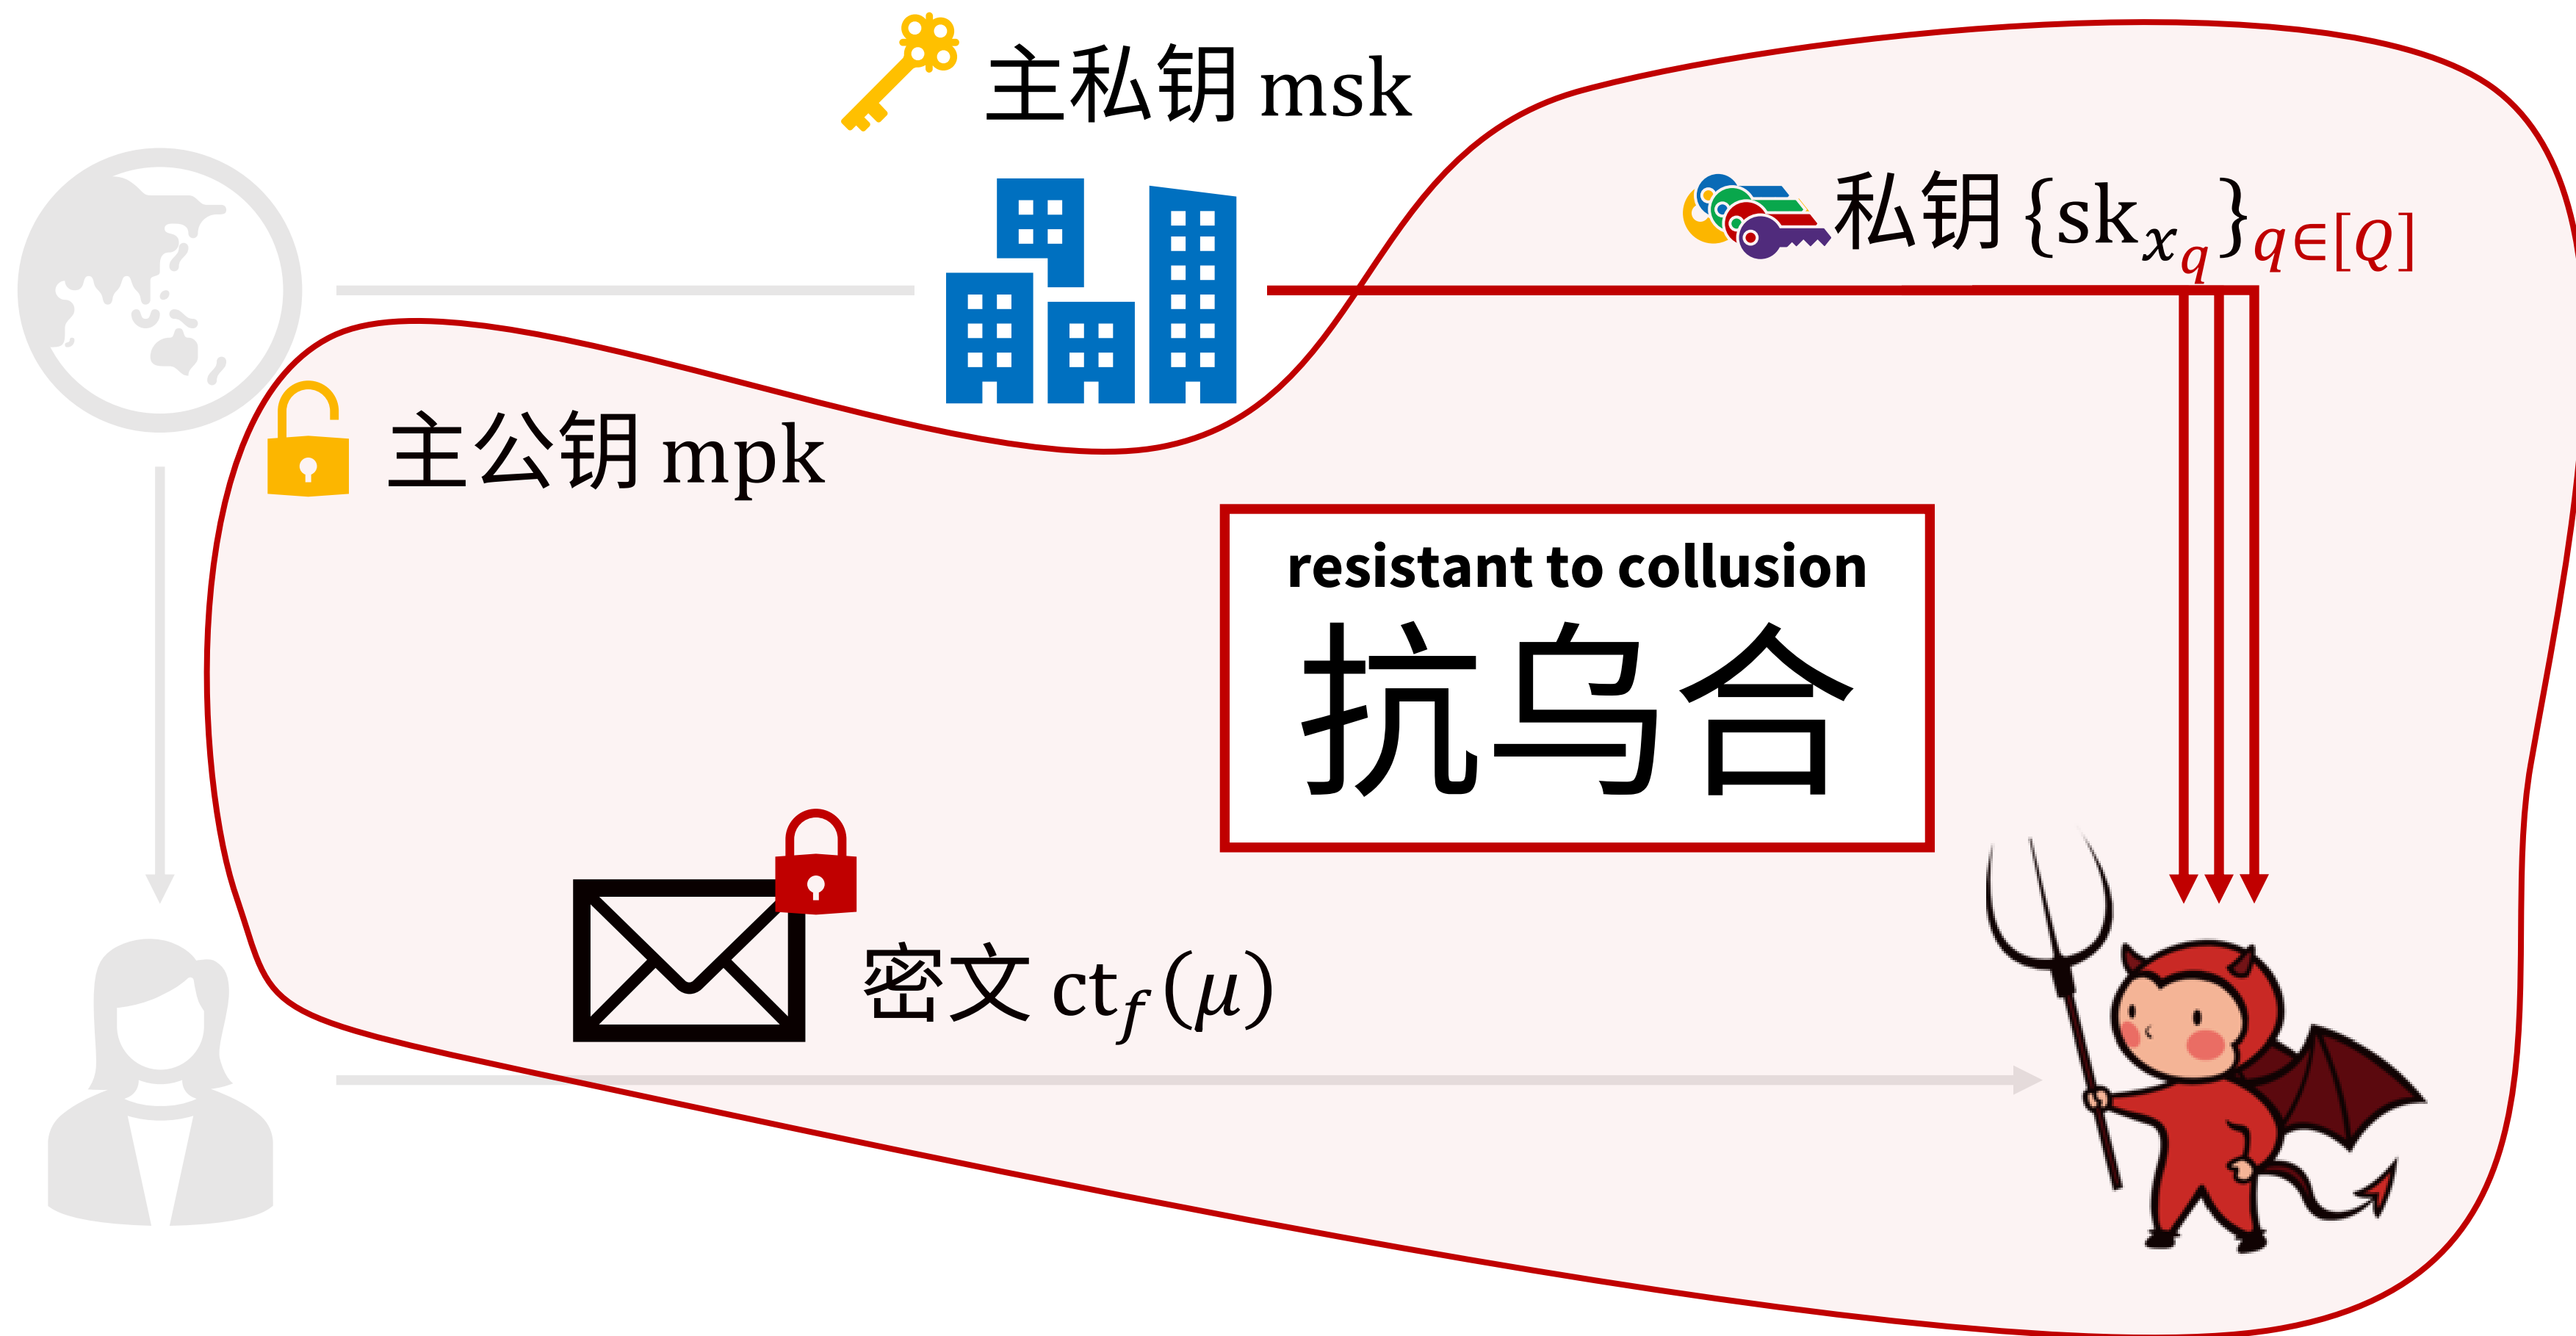 主私钥 msk
私钥 {sk_{x_q}}_{q∈[Q]}
主公钥 mpk
resistant to collusion
抗乌合
密文 ct_f(μ)